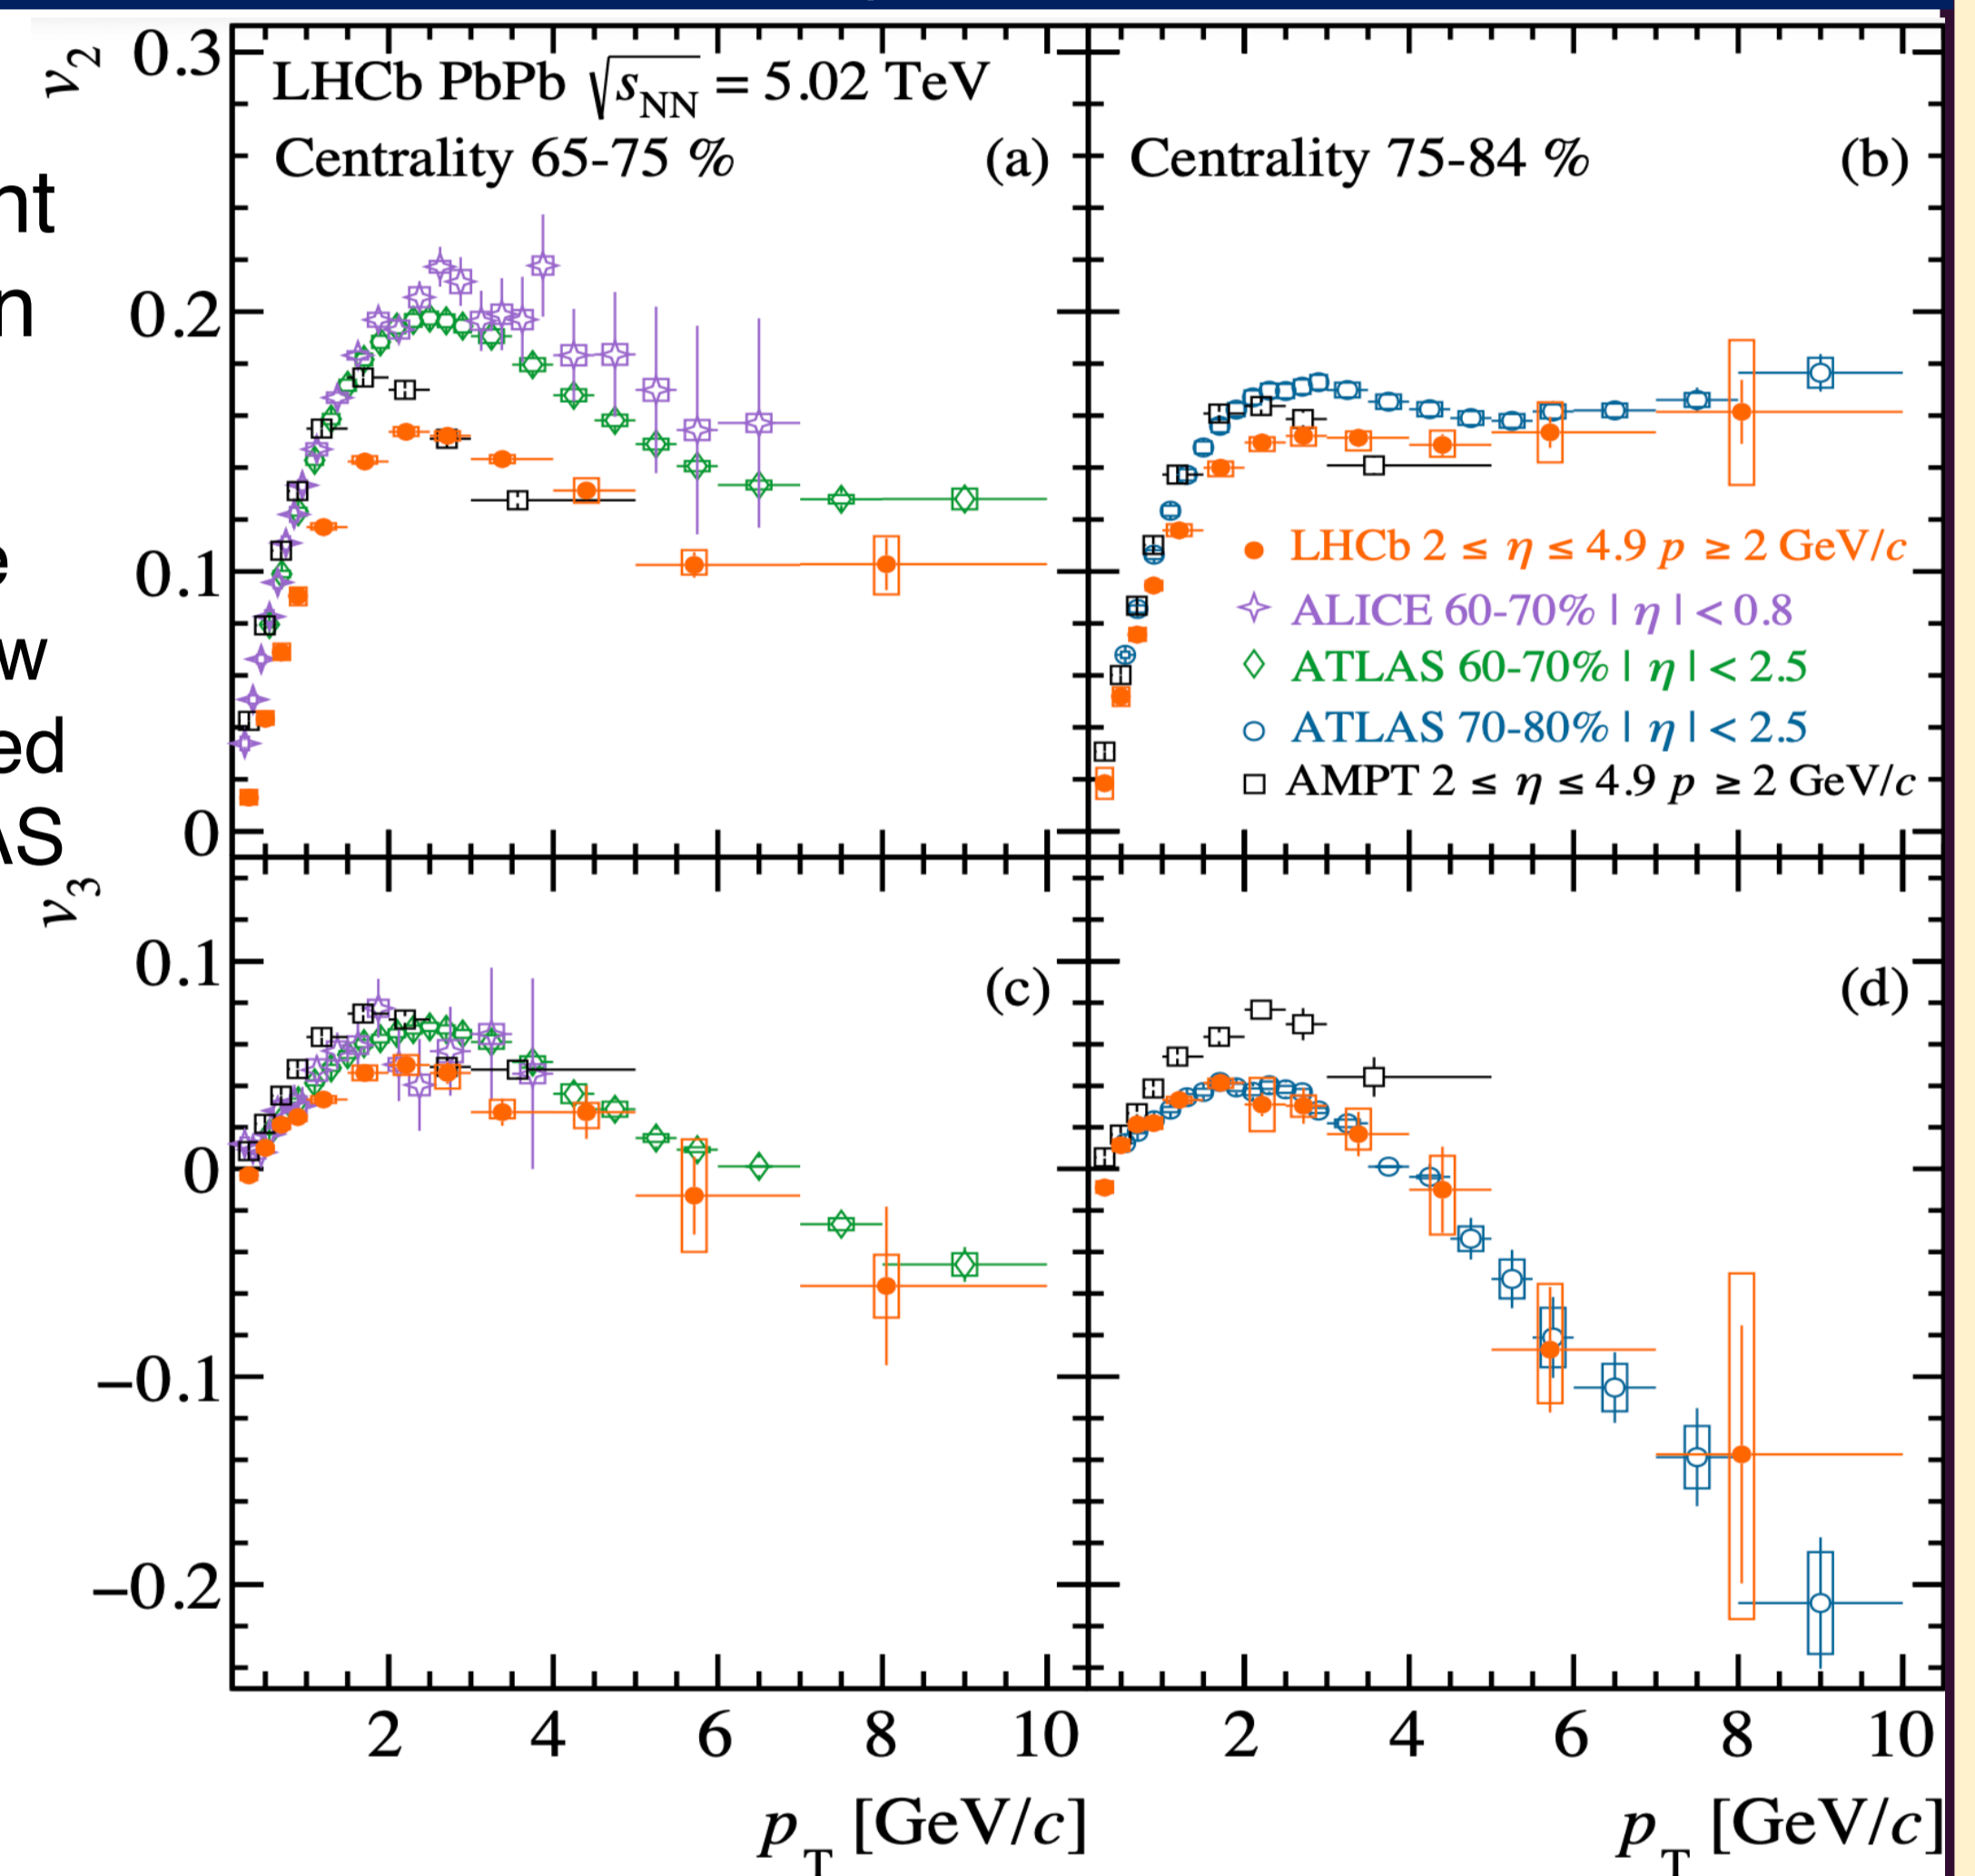 nt
n
e
w
ed
AS
v2
0.3
0.2
0.1
0
LHCb PbPb √sNN = 5.02 TeV
Centrality 65-75 %
(a)
Centrality 75-84 %
(b)
LHCb 2 ≤ η ≤ 4.9 p ≥ 2 GeV/c
ALICE 60-70% | η | < 0.8
ATLAS 60-70% | η | < 2.5
ATLAS 70-80% | η | < 2.5
AMPT 2 ≤ η ≤ 4.9 p ≥ 2 GeV/c
v3
0.1
0
−0.1
−0.2
(c)
(d)
2 4 6 8 10
2 4 6 8 10
pT [GeV/c]
pT [GeV/c]